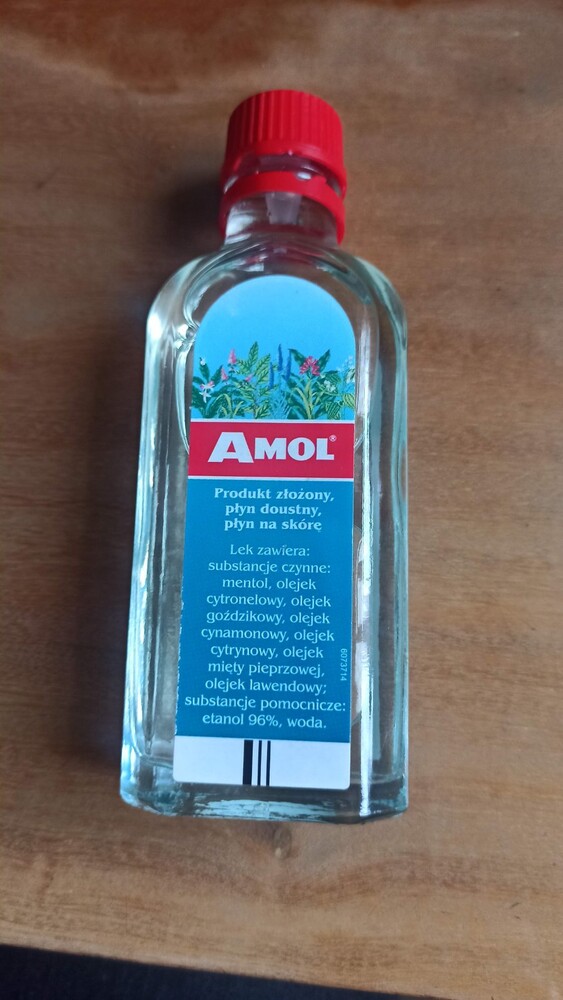 AMOL®
Produkt złożony,
płyn doustny,
płyn na skórę
Lek zawiera:
substancje czynne:
mentol, olejek
cytronelowy, olejek
goździkowy, olejek
cynamonowy, olejek
cytrynowy, olejek
mięty pieprzowej,
olejek lawendowy;
substancje pomocnicze:
etanol 96%, woda.
6073714